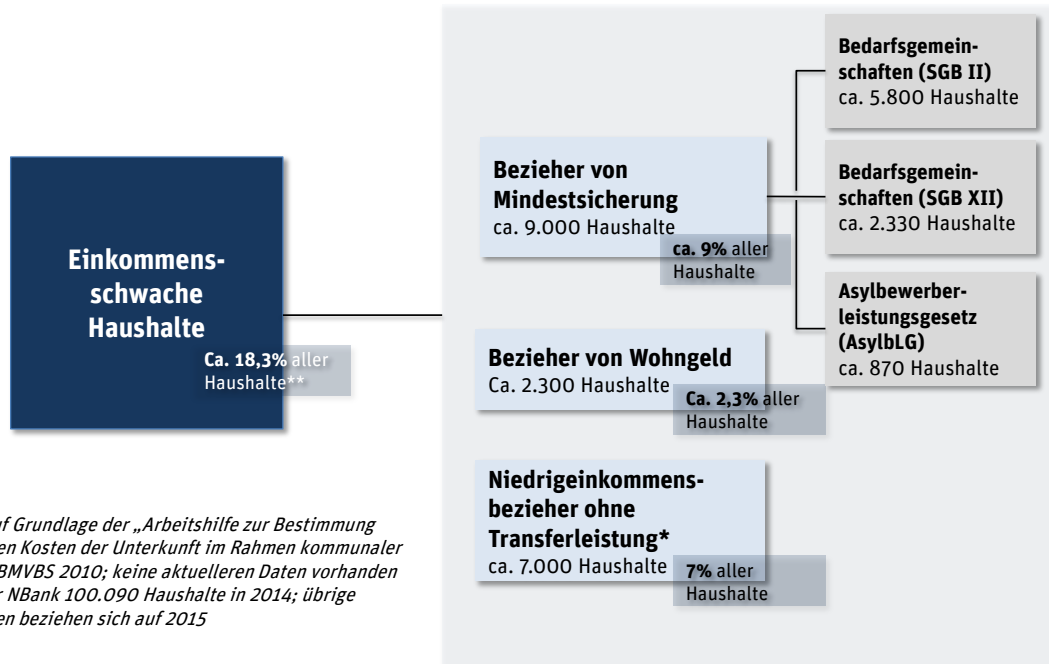 Einkommens-
schwache
Haushalte
Ca. 18,3% aller
Haushalte**
Bezieher von
Mindestsicherung
ca. 9.000 Haushalte
ca. 9% aller
Haushalte
Bedarfsgemein-
schaften (SGB II)
ca. 5.800 Haushalte
Bedarfsgemein-
schaften (SGB XII)
ca. 2.330 Haushalte
Asylbewerber-
leistungsgesetz
(AsylbLG)
ca. 870 Haushalte
Bezieher von Wohngeld
Ca. 2.300 Haushalte
Ca. 2,3% aller
Haushalte
Niedrigeinkommens-
bezieher ohne
Transferleistung*
ca. 7.000 Haushalte
7% aller
Haushalte
uf Grundlage der „Arbeitshilfe zur Bestimmung
en Kosten der Unterkunft im Rahmen kommunaler
BMVBS 2010; keine aktuelleren Daten vorhanden
r NBank 100.090 Haushalte in 2014; übrige
en beziehen sich auf 2015